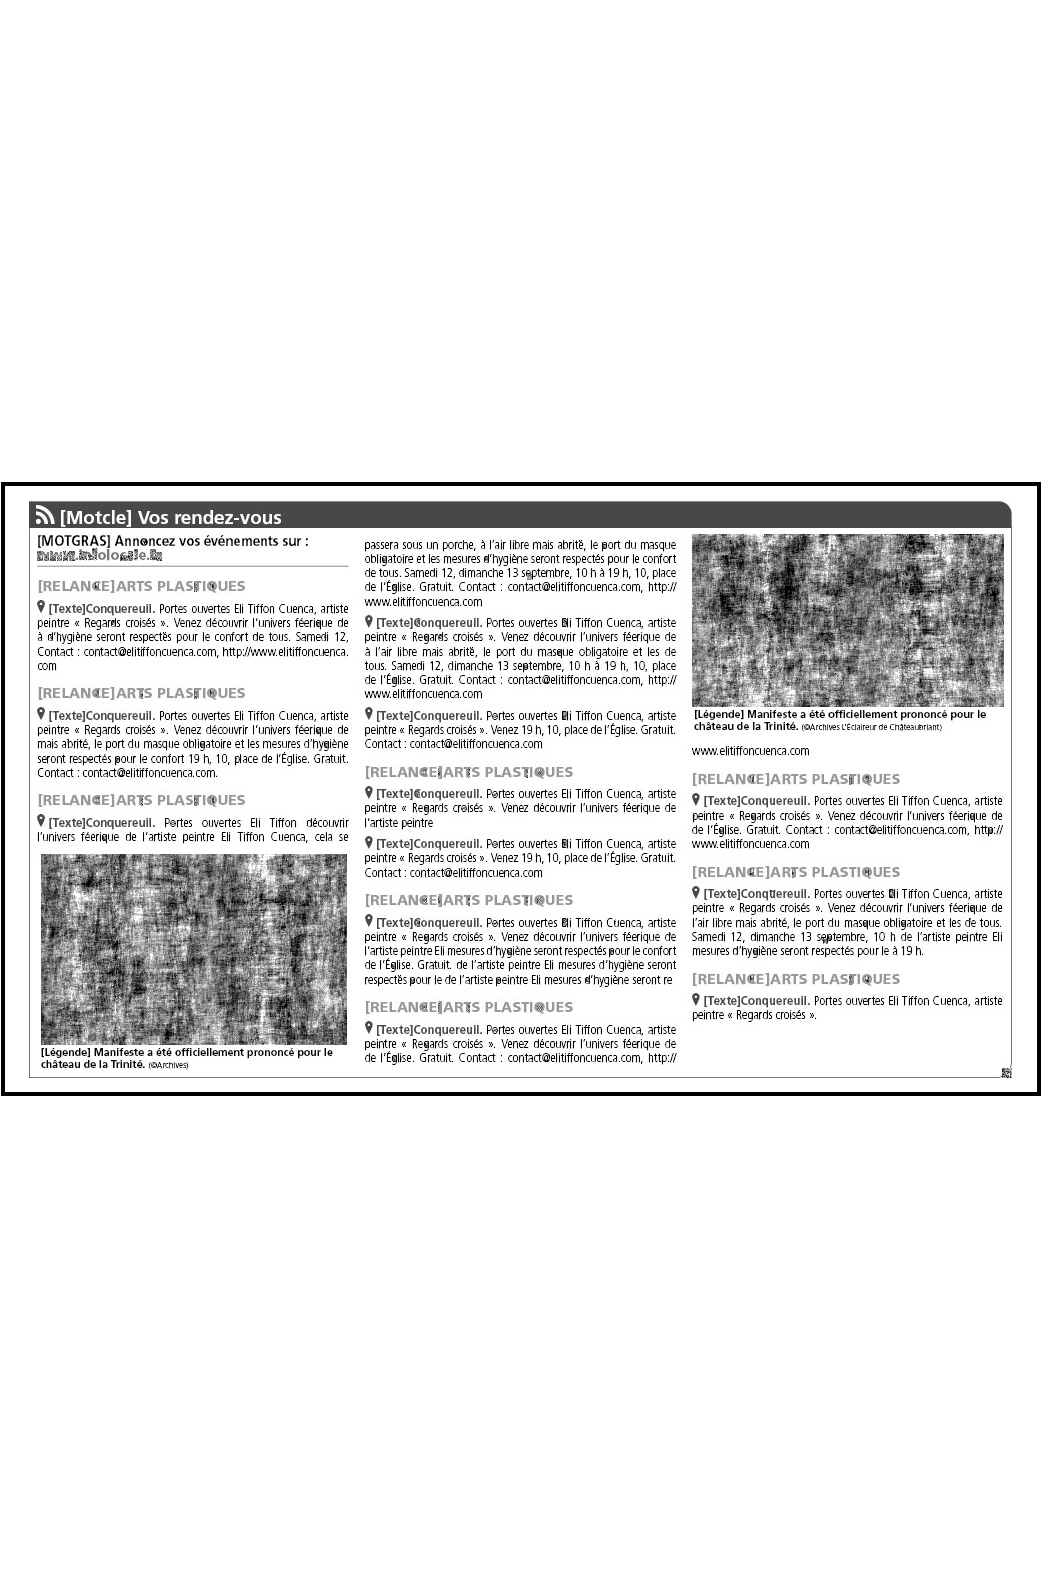 [Motcle] Vos rendez-vous
[MOTGRAS] Annoncez vos événements sur :
[RELANCE]ARTS PLASTIQUES
[Texte]Conquereuil. Portes ouvertes Eli Tiffon Cuenca, artiste
peintre « Regards croisés ». Venez découvrir l’univers féerique de
à d’hygiène seront respectés pour le confort de tous. Samedi 12,
Contact : contact@elitiffoncuenca.com, http://www.elitiffoncuenca.
com
[RELANCE]ARTS PLASTIQUES
[Texte]Conquereuil. Portes ouvertes Eli Tiffon Cuenca, artiste
peintre « Regards croisés ». Venez découvrir l’univers féerique de
mais abrité, le port du masque obligatoire et les mesures d’hygiène
seront respectés pour le confort 19 h, 10, place de l’Église. Gratuit.
Contact : contact@elitiffoncuenca.com.
[RELANCE]ARTS PLASTIQUES
[Texte]Conquereuil. Portes ouvertes Eli Tiffon découvrir
l’univers féerique de l’artiste peintre Eli Tiffon Cuenca, cela se
[Légende] Manifeste a été officiellement prononcé pour le
château de la Trinité. (©Archives)
passera sous un porche, à l’air libre mais abrité, le port du masque
obligatoire et les mesures d’hygiène seront respectés pour le confort
de tous. Samedi 12, dimanche 13 septembre, 10 h à 19 h, 10, place
de l’Église. Gratuit. Contact : contact@elitiffoncuenca.com, http://
www.elitiffoncuenca.com
[Texte]Conquereuil. Portes ouvertes Eli Tiffon Cuenca, artiste
peintre « Regards croisés ». Venez découvrir l’univers féerique de
à l’air libre mais abrité, le port du masque obligatoire et les de
tous. Samedi 12, dimanche 13 septembre, 10 h à 19 h, 10, place
de l’Église. Gratuit. Contact : contact@elitiffoncuenca.com, http://
www.elitiffoncuenca.com
[Texte]Conquereuil. Portes ouvertes Eli Tiffon Cuenca, artiste
peintre « Regards croisés ». Venez 19 h, 10, place de l’Église. Gratuit.
Contact : contact@elitiffoncuenca.com
[RELANCE]ARTS PLASTIQUES
[Texte]Conquereuil. Portes ouvertes Eli Tiffon Cuenca, artiste
peintre « Regards croisés ». Venez découvrir l’univers féerique de
l’artiste peintre
[Texte]Conquereuil. Portes ouvertes Eli Tiffon Cuenca, artiste
peintre « Regards croisés ». Venez 19 h, 10, place de l’Église. Gratuit.
Contact : contact@elitiffoncuenca.com
[RELANCE]ARTS PLASTIQUES
[Texte]Conquereuil. Portes ouvertes Eli Tiffon Cuenca, artiste
peintre « Regards croisés ». Venez découvrir l’univers féerique de
l’artiste peintre Eli mesures d’hygiène seront respectés pour le confort
de l’Église. Gratuit. de l’artiste peintre Eli mesures d’hygiène seront
respectés pour le de l’artiste peintre Eli mesures d’hygiène seront re
[RELANCE]ARTS PLASTIQUES
[Texte]Conquereuil. Portes ouvertes Eli Tiffon Cuenca, artiste
peintre « Regards croisés ». Venez découvrir l’univers féerique de
de l’Église. Gratuit. Contact : contact@elitiffoncuenca.com, http://
[Légende] Manifeste a été officiellement prononcé pour le
château de la Trinité. (©Archives L’Éclaireur de Châteaubriant)
www.elitiffoncuenca.com
[RELANCE]ARTS PLASTIQUES
[Texte]Conquereuil. Portes ouvertes Eli Tiffon Cuenca, artiste
peintre « Regards croisés ». Venez découvrir l’univers féerique de
de l’Église. Gratuit. Contact : contact@elitiffoncuenca.com, http://
www.elitiffoncuenca.com
[RELANCE]ARTS PLASTIQUES
[Texte]Conquereuil. Portes ouvertes Eli Tiffon Cuenca, artiste
peintre « Regards croisés ». Venez découvrir l’univers féerique de
l’air libre mais abrité, le port du masque obligatoire et les de tous.
Samedi 12, dimanche 13 septembre, 10 h de l’artiste peintre Eli
mesures d’hygiène seront respectés pour le à 19 h.
[RELANCE]ARTS PLASTIQUES
[Texte]Conquereuil. Portes ouvertes Eli Tiffon Cuenca, artiste
peintre « Regards croisés ».